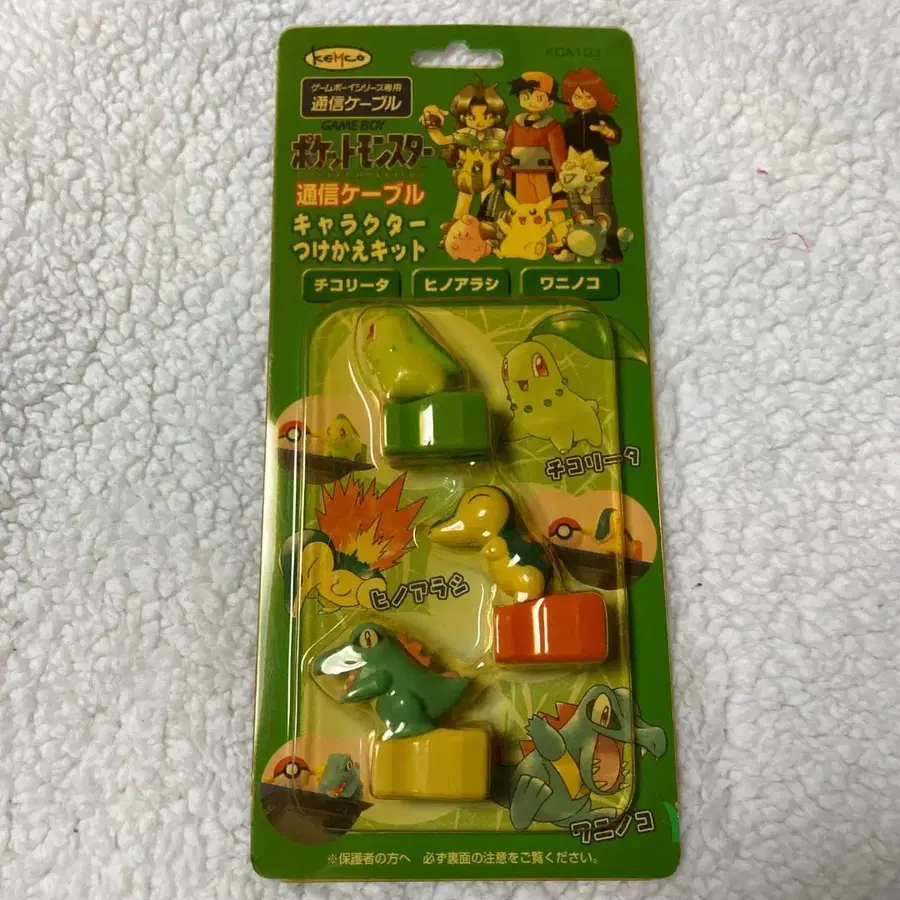 KEMCO
ゲームボーイシリーズ専用
通信ケーブル
GAME BOY
ポケットモンスター
通信ケーブル
キャラクター
つけかえキット
チコリータ
ヒノアラシ
ワニノコ
チコリータ
ヒノアラシ
ワニノコ
※保護者の方へ 必ず裏面の注意をご覧ください。